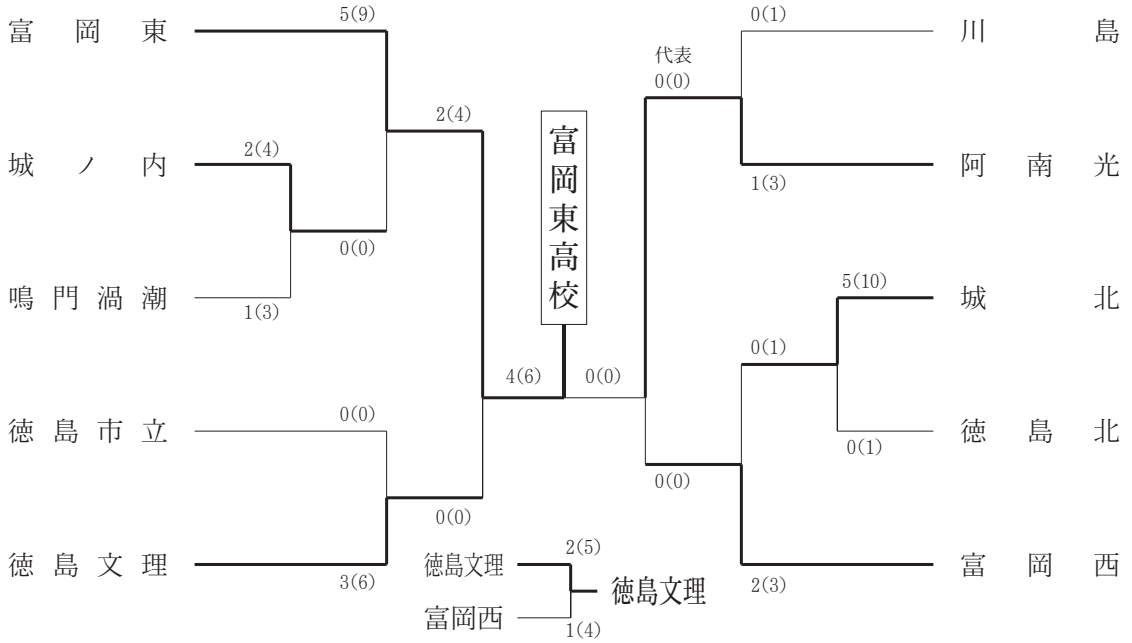 富岡東
5(9)
城ノ内
2(4)
鳴門渦潮
1(3)
0(0)
2(4)
徳島市立
0(0)
徳島文理
3(6)
0(0)
4(6)
富岡東高校
0(0)
川島
0(1)
阿南光
1(3)
代表
0(0)
城北
5(10)
徳島北
0(1)
0(1)
富岡西
2(3)
0(0)
徳島文理
2(5)
富岡西
1(4)
徳島文理